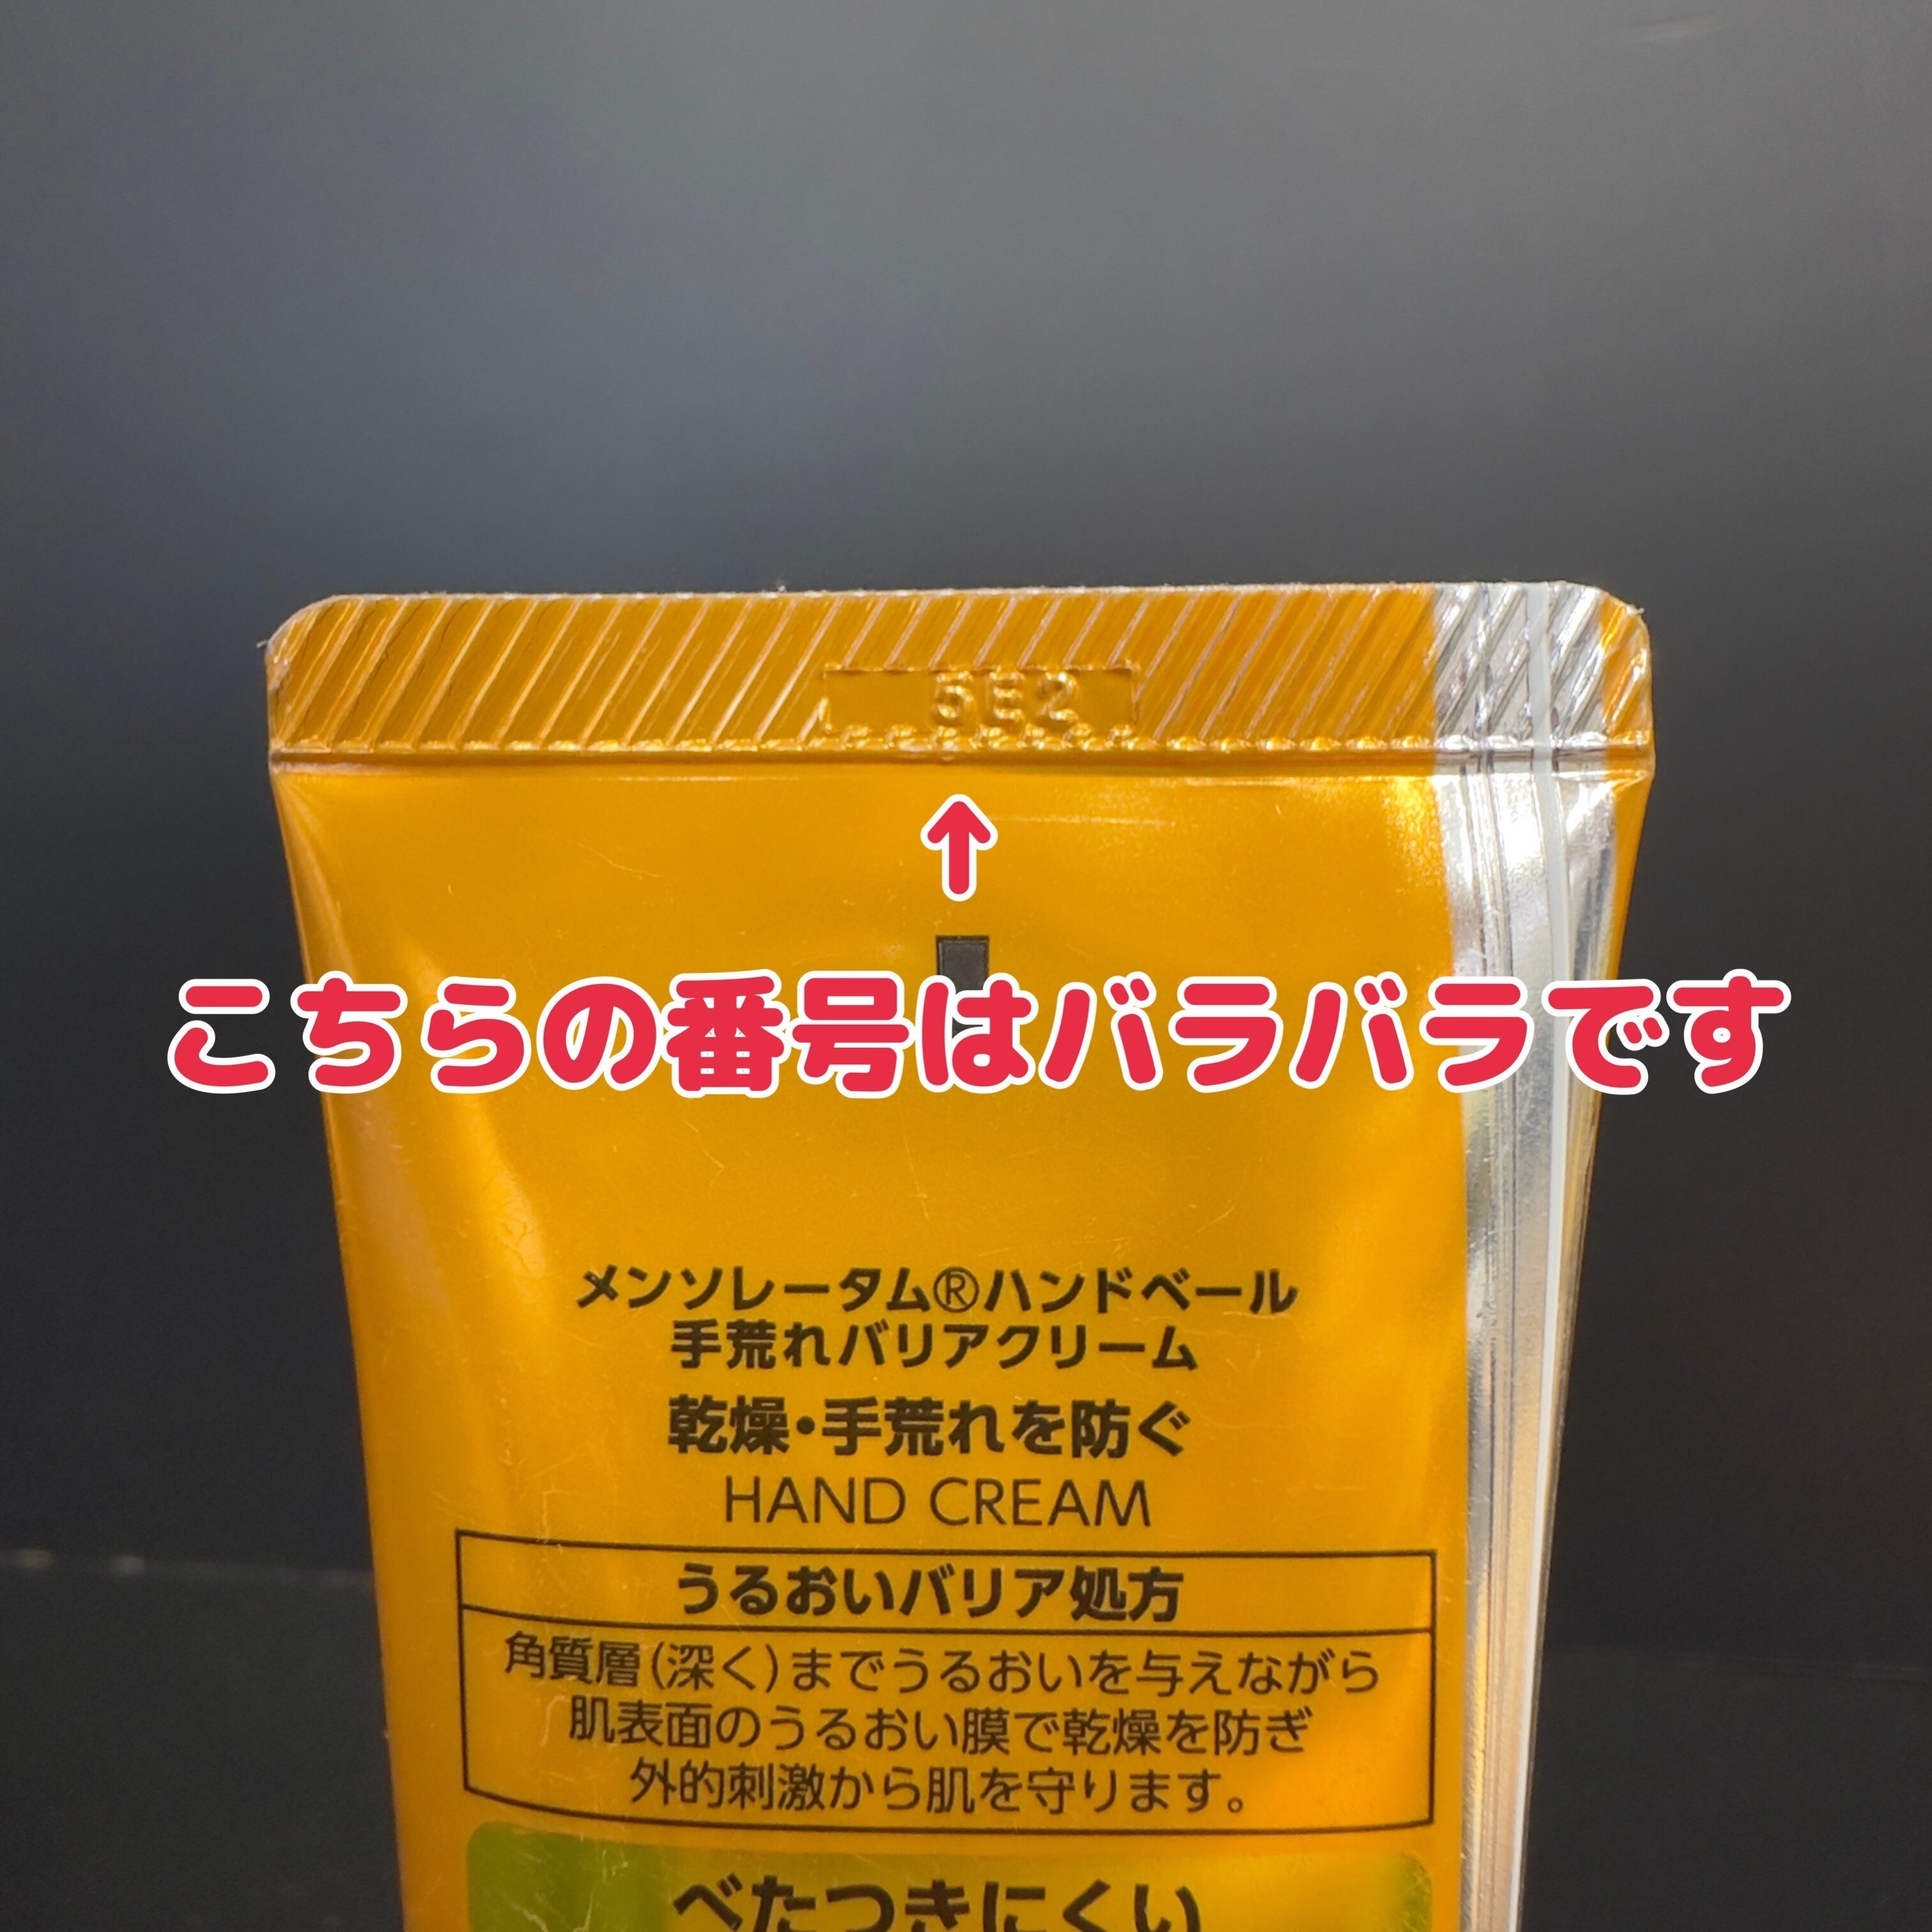 5E2
↑
こちらの番号はバラバラです
メンソレータム®ハンドベール
手荒れバリアクリーム
乾燥・手荒れを防ぐ
HAND CREAM
うるおいバリア処方
角質層(深く)までうるおいを与えながら
肌表面のうるおい膜で乾燥を防ぎ
外的刺激から肌を守ります。
べたつきにくい